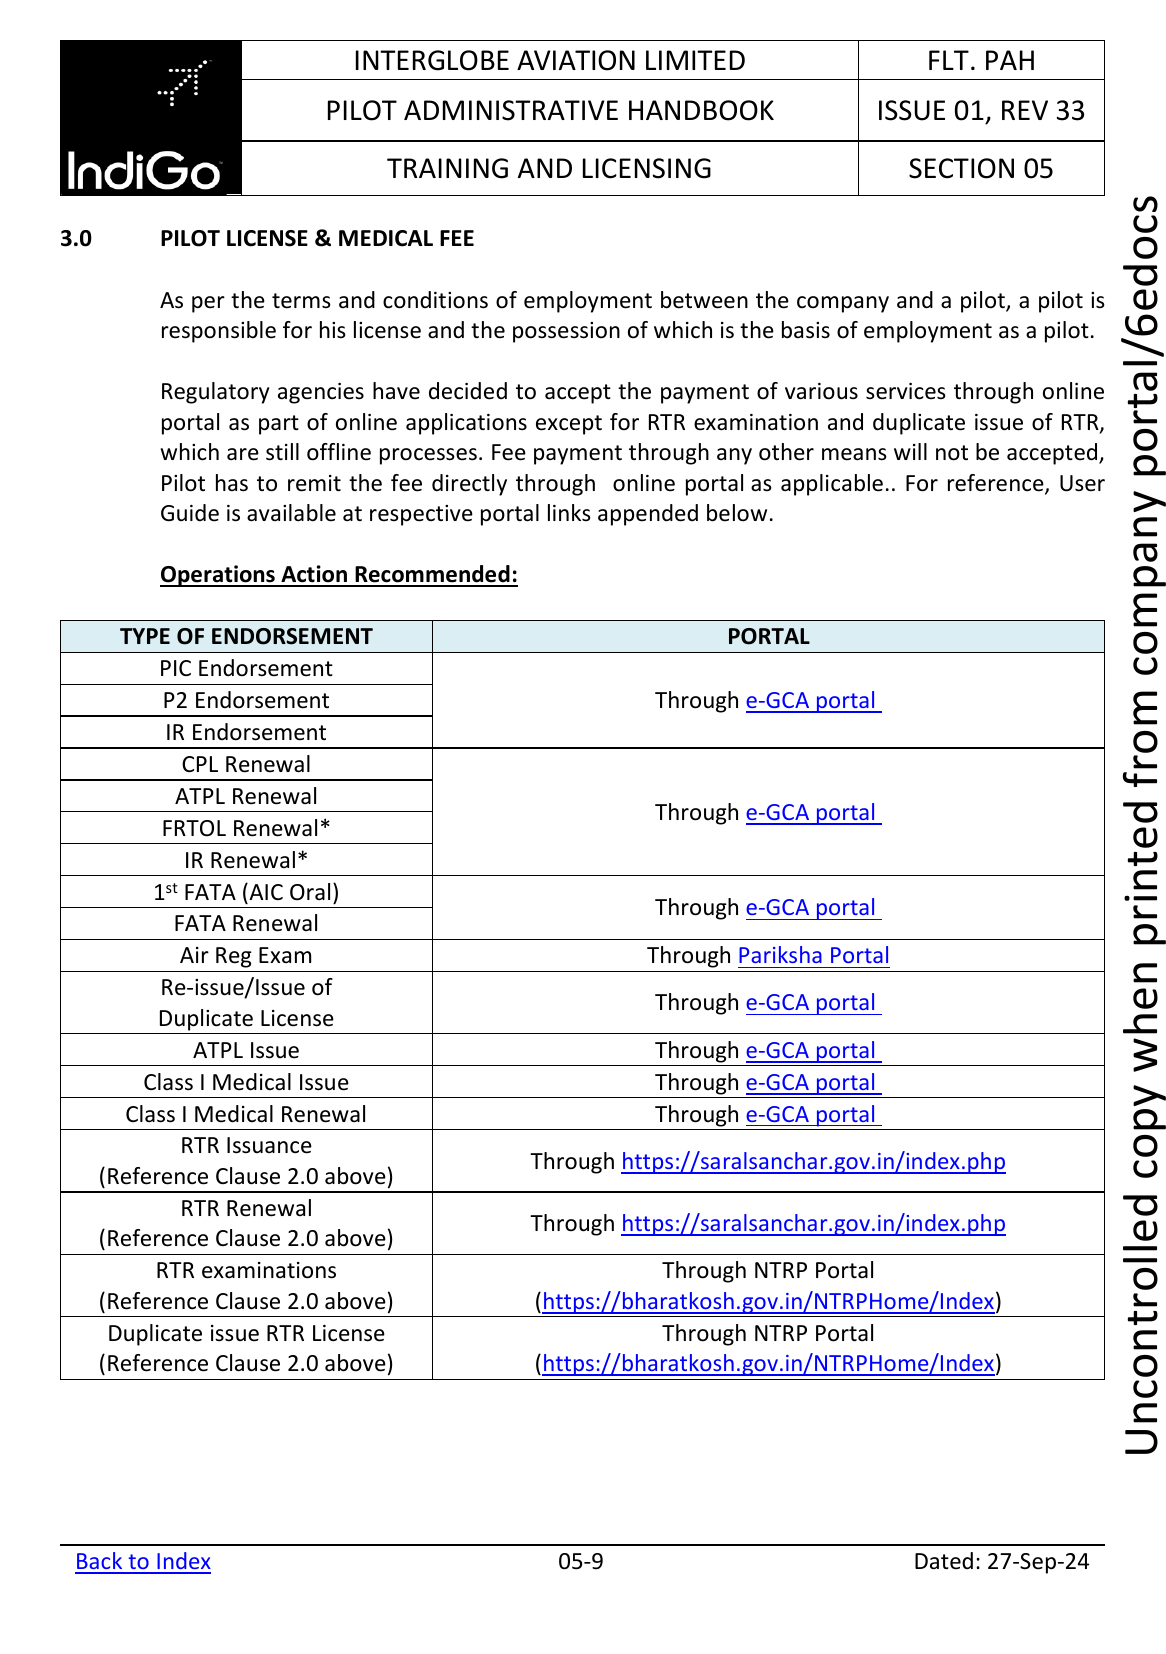 INTERGLOBE AVIATION LIMITED
FLT. PAH
PILOT ADMINISTRATIVE HANDBOOK
ISSUE 01, REV 33
IndiGo
TRAINING AND LICENSING
SECTION 05
3.0 PILOT LICENSE & MEDICAL FEE
As per the terms and conditions of employment between the company and a pilot, a pilot is
responsible for his license and the possession of which is the basis of employment as a pilot.
Regulatory agencies have decided to accept the payment of various services through online
portal as part of online applications except for RTR examination and duplicate issue of RTR,
which are still offline processes. Fee payment through any other means will not be accepted,
Pilot has to remit the fee directly through online portal as applicable.. For reference, User
Guide is available at respective portal links appended below.
Operations Action Recommended:
TYPE OF ENDORSEMENT
PORTAL
PIC Endorsement
P2 Endorsement
IR Endorsement
Through e-GCA portal
CPL Renewal
ATPL Renewal
FRTOL Renewal*
IR Renewal*
Through e-GCA portal
1st FATA (AIC Oral)
FATA Renewal
Through e-GCA portal
Air Reg Exam
Through Pariksha Portal
Re-issue/Issue of
Duplicate License
Through e-GCA portal
ATPL Issue
Through e-GCA portal
Class I Medical Issue
Through e-GCA portal
Class I Medical Renewal
Through e-GCA portal
RTR Issuance
(Reference Clause 2.0 above)
Through https://saralsanchar.gov.in/index.php
RTR Renewal
(Reference Clause 2.0 above)
Through https://saralsanchar.gov.in/index.php
RTR examinations
(Reference Clause 2.0 above)
Through NTRP Portal
(https://bharatkosh.gov.in/NTRPHome/Index)
Duplicate issue RTR License
(Reference Clause 2.0 above)
Through NTRP Portal
(https://bharatkosh.gov.in/NTRPHome/Index)
Back to Index
05-9
Dated: 27-Sep-24
Uncontrolled copy when printed from company portal/6edocs